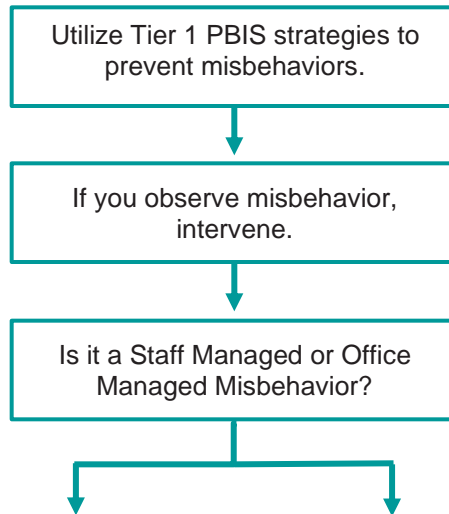 Utilize Tier 1 PBIS strategies to
prevent misbehaviors.
If you observe misbehavior,
intervene.
Is it a Staff Managed or Office
Managed Misbehavior?